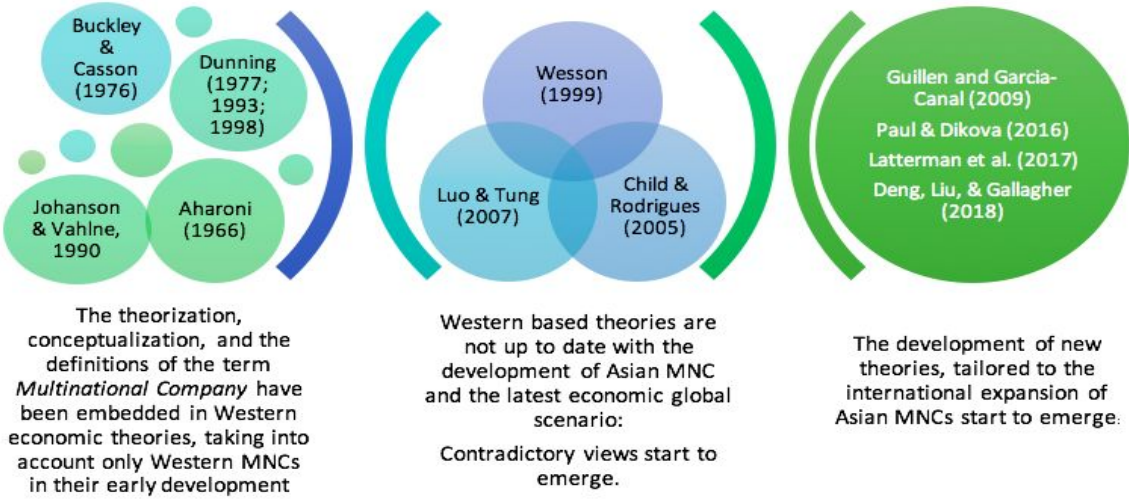 Buckley
&
Casson
(1976)
Dunning
(1977;
1993;
1998)
Johanson
& Vahlne,
1990
Aharoni
(1966)
The theorization,
conceptualization, and the
definitions of the term
Multinational Company have
been embedded in Western
economic theories, taking into
account only Western MNCs
in their early development
Wesson
(1999)
Luo & Tung
(2007)
Child &
Rodrigues
(2005)
Western based theories are
not up to date with the
development of Asian MNC
and the latest economic global
scenario:
Contradictory views start to
emerge.
Guillen and Garcia-
Canal (2009)
Paul & Dikova (2016)
Latterman et al. (2017)
Deng, Liu, & Gallagher
(2018)
The development of new
theories, tailored to the
international expansion of
Asian MNCs start to emerge.